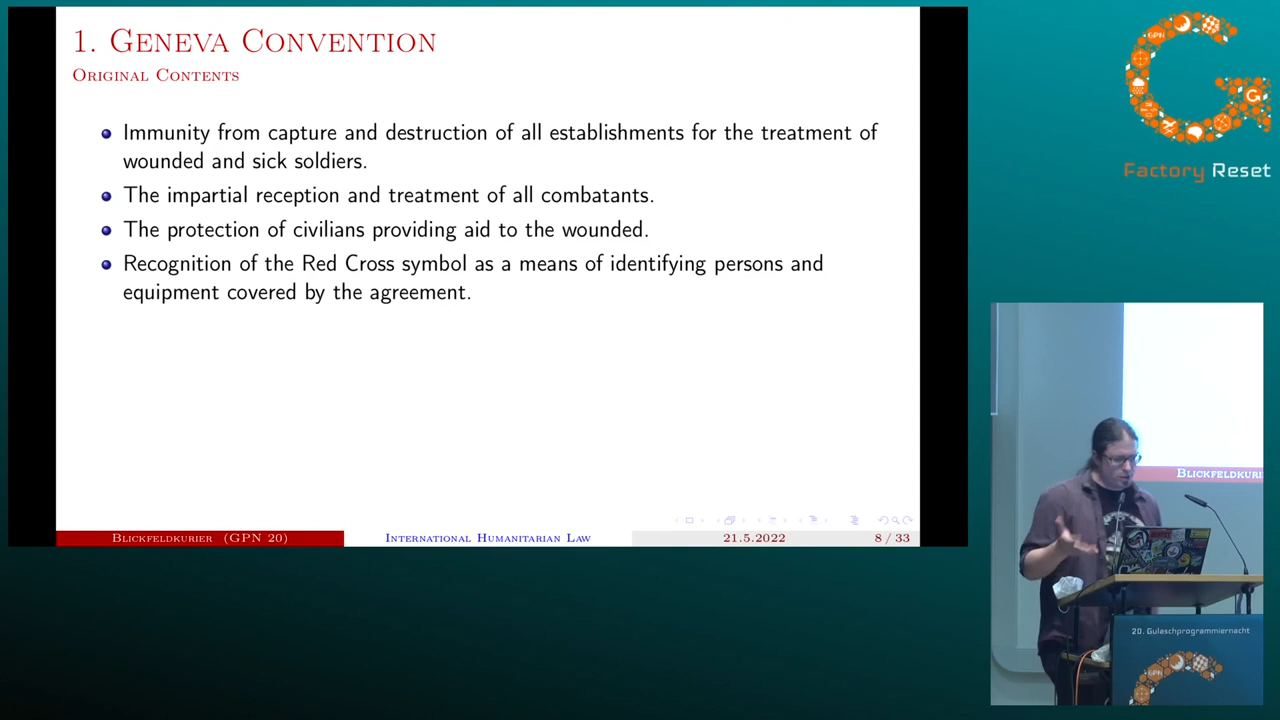 1. Geneva Convention
Original Contents
Immunity from capture and destruction of all establishments for the treatment of
wounded and sick soldiers.
The impartial reception and treatment of all combatants.
The protection of civilians providing aid to the wounded.
Recognition of the Red Cross symbol as a means of identifying persons and
equipment covered by the agreement.
Blickfeldkurier (GPN 20)
International Humanitarian Law
21.5.2022
8 / 33
GPN
G
Factory Reset
Blickfeldkuri
20. Gulaschprogrammiernacht
GPN